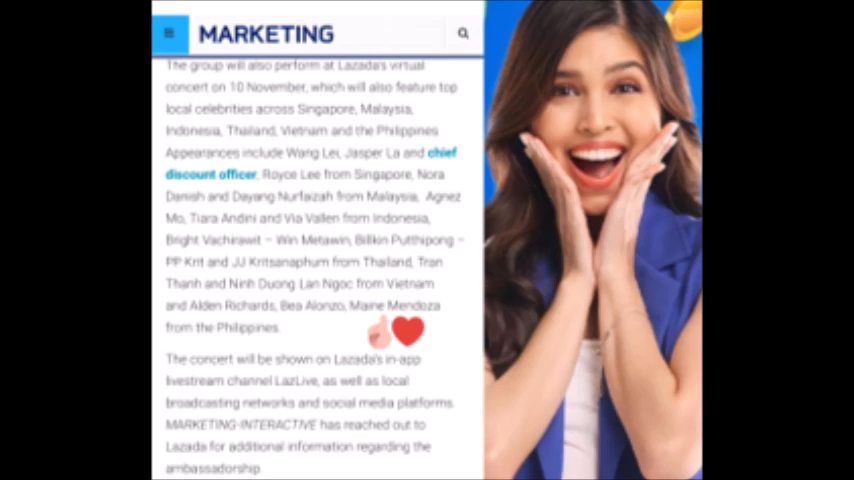 MARKETING
The group will also perform at Lazada's virtual
concert on 10 November, which will also feature top
local celebrities across Singapore, Malaysia,
Indonesia, Thailand, Vietnam and the Philippines.
Appearances include Wang Lei, Jasper La and chief
discount officer, Royce Lee from Singapore, Nora
Danish and Dayang Nurfaizah from Malaysia, Agnez
Mo, Tiara Andini and Via Vallen from Indonesia,
Bright Vachirawit – Win Metawin, Billkin Putthipong –
PP Krit and JJ Kritsanaphum from Thailand, Tran
Thanh and Ninh Duong Lan Ngoc from Vietnam
and Alden Richards, Bea Alonzo, Maine Mendoza
from the Philippines.
The concert will be shown on Lazada's in-app
livestream channel LazLive, as well as local
broadcasting networks and social media platforms.
MARKETING-INTERACTIVE has reached out to
Lazada for additional information regarding the
ambassadorship.